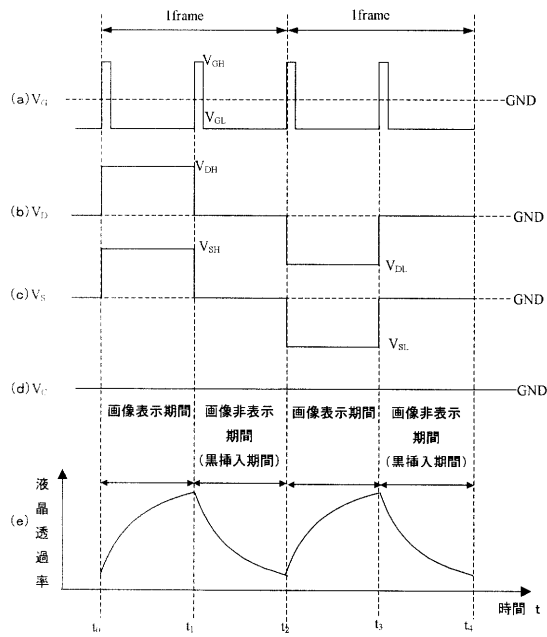 1frame 1frame
VGH
(a)VG GND
VGL
VDH
(b)VD GND
VSH VDL
(c)VS GND
VSL
(d)VC GND
画像表示期間 画像非表示期間(黒挿入期間) 画像表示期間 画像非表示期間(黒挿入期間)
(e) 液晶透過率
時間 t
t0 t1 t2 t3 t4